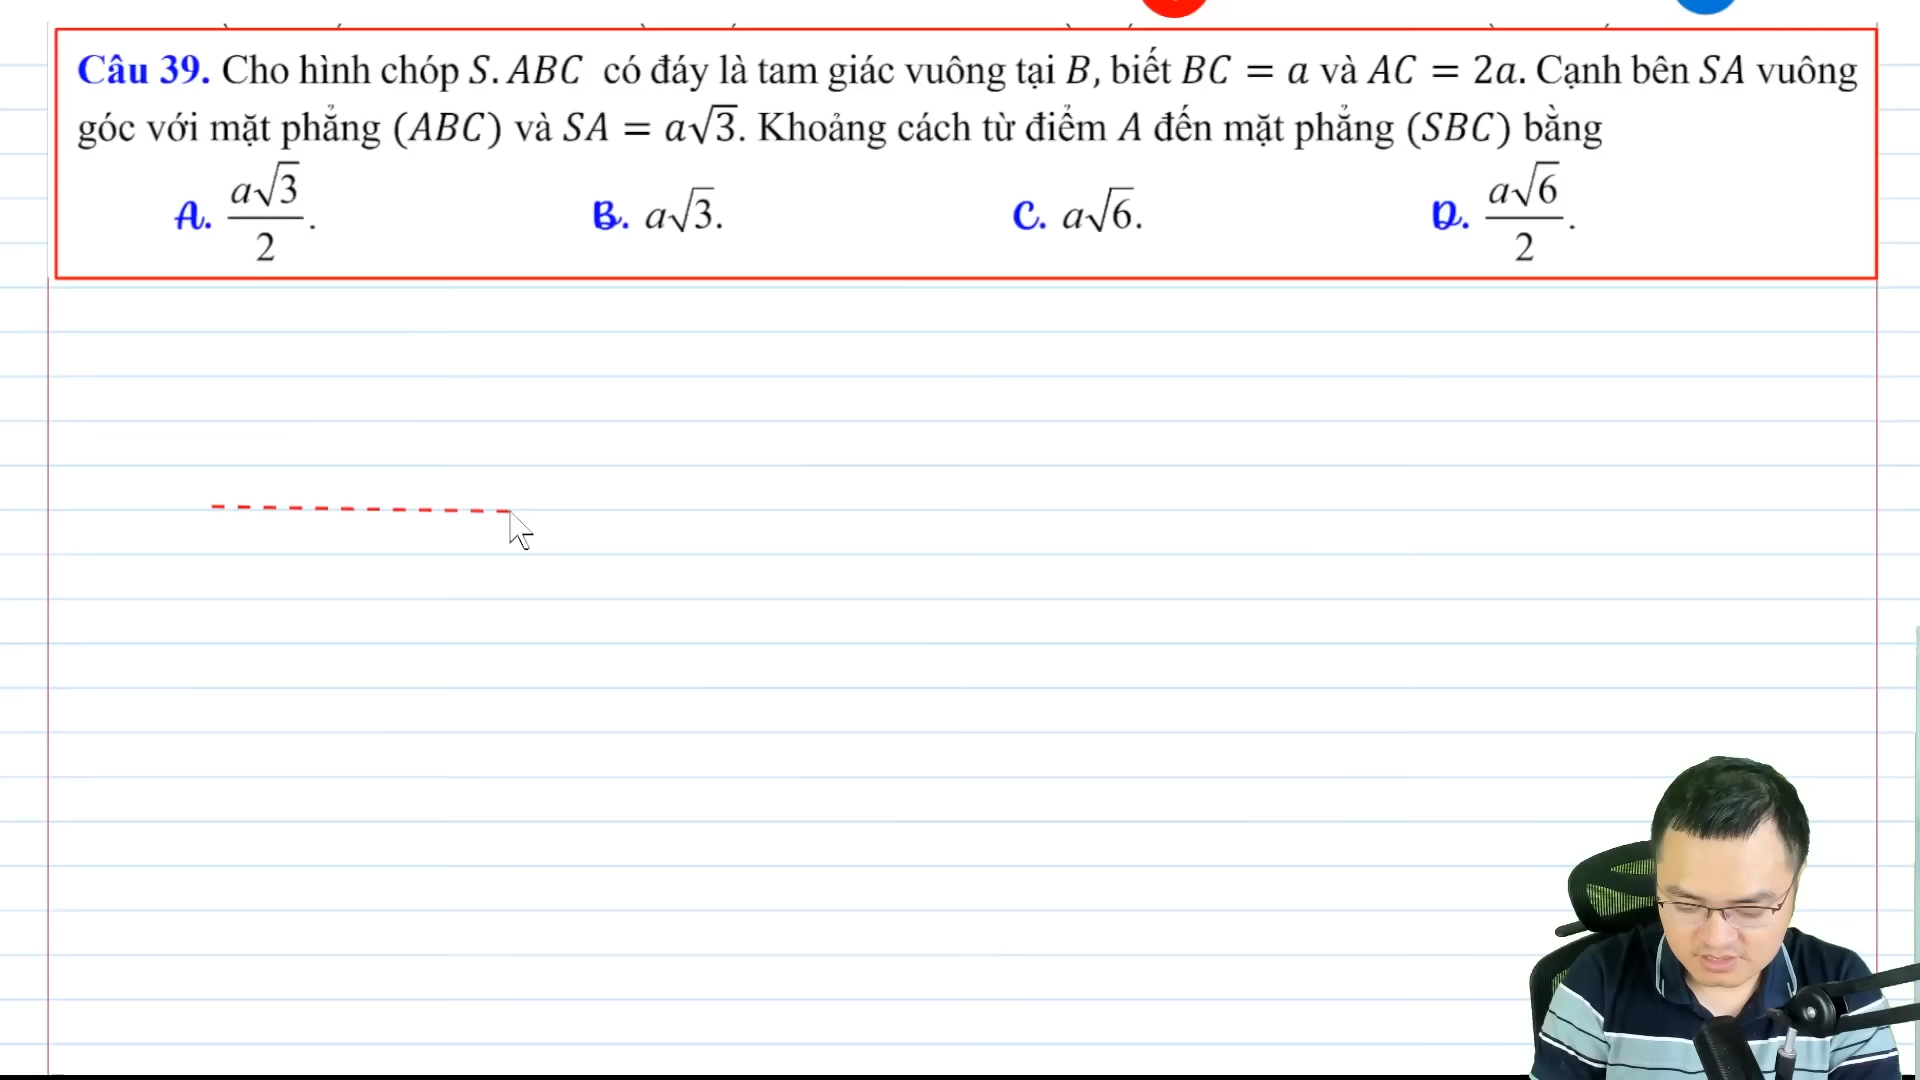 Câu 39. Cho hình chóp S.ABC có đáy là tam giác vuông tại B, biết BC = a và AC = 2a. Cạnh bên SA vuông
góc với mặt phẳng (ABC) và SA = a√3. Khoảng cách từ điểm A đến mặt phẳng (SBC) bằng
A. a√3/2. B. a√3. C. a√6. D. a√6/2.